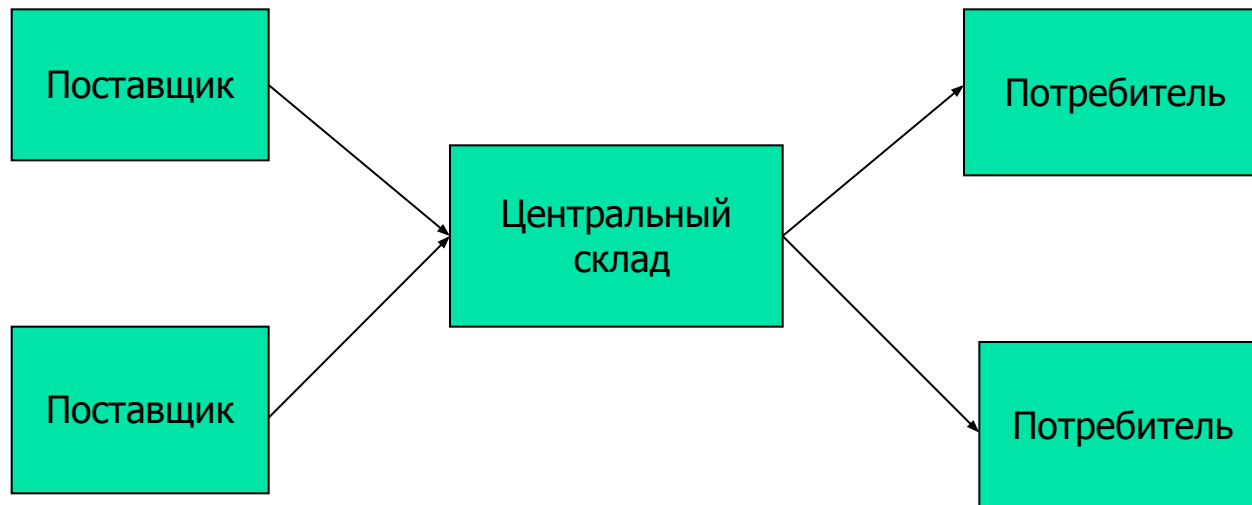 Поставщик
Потребитель
Центральный
склад
Поставщик
Потребитель